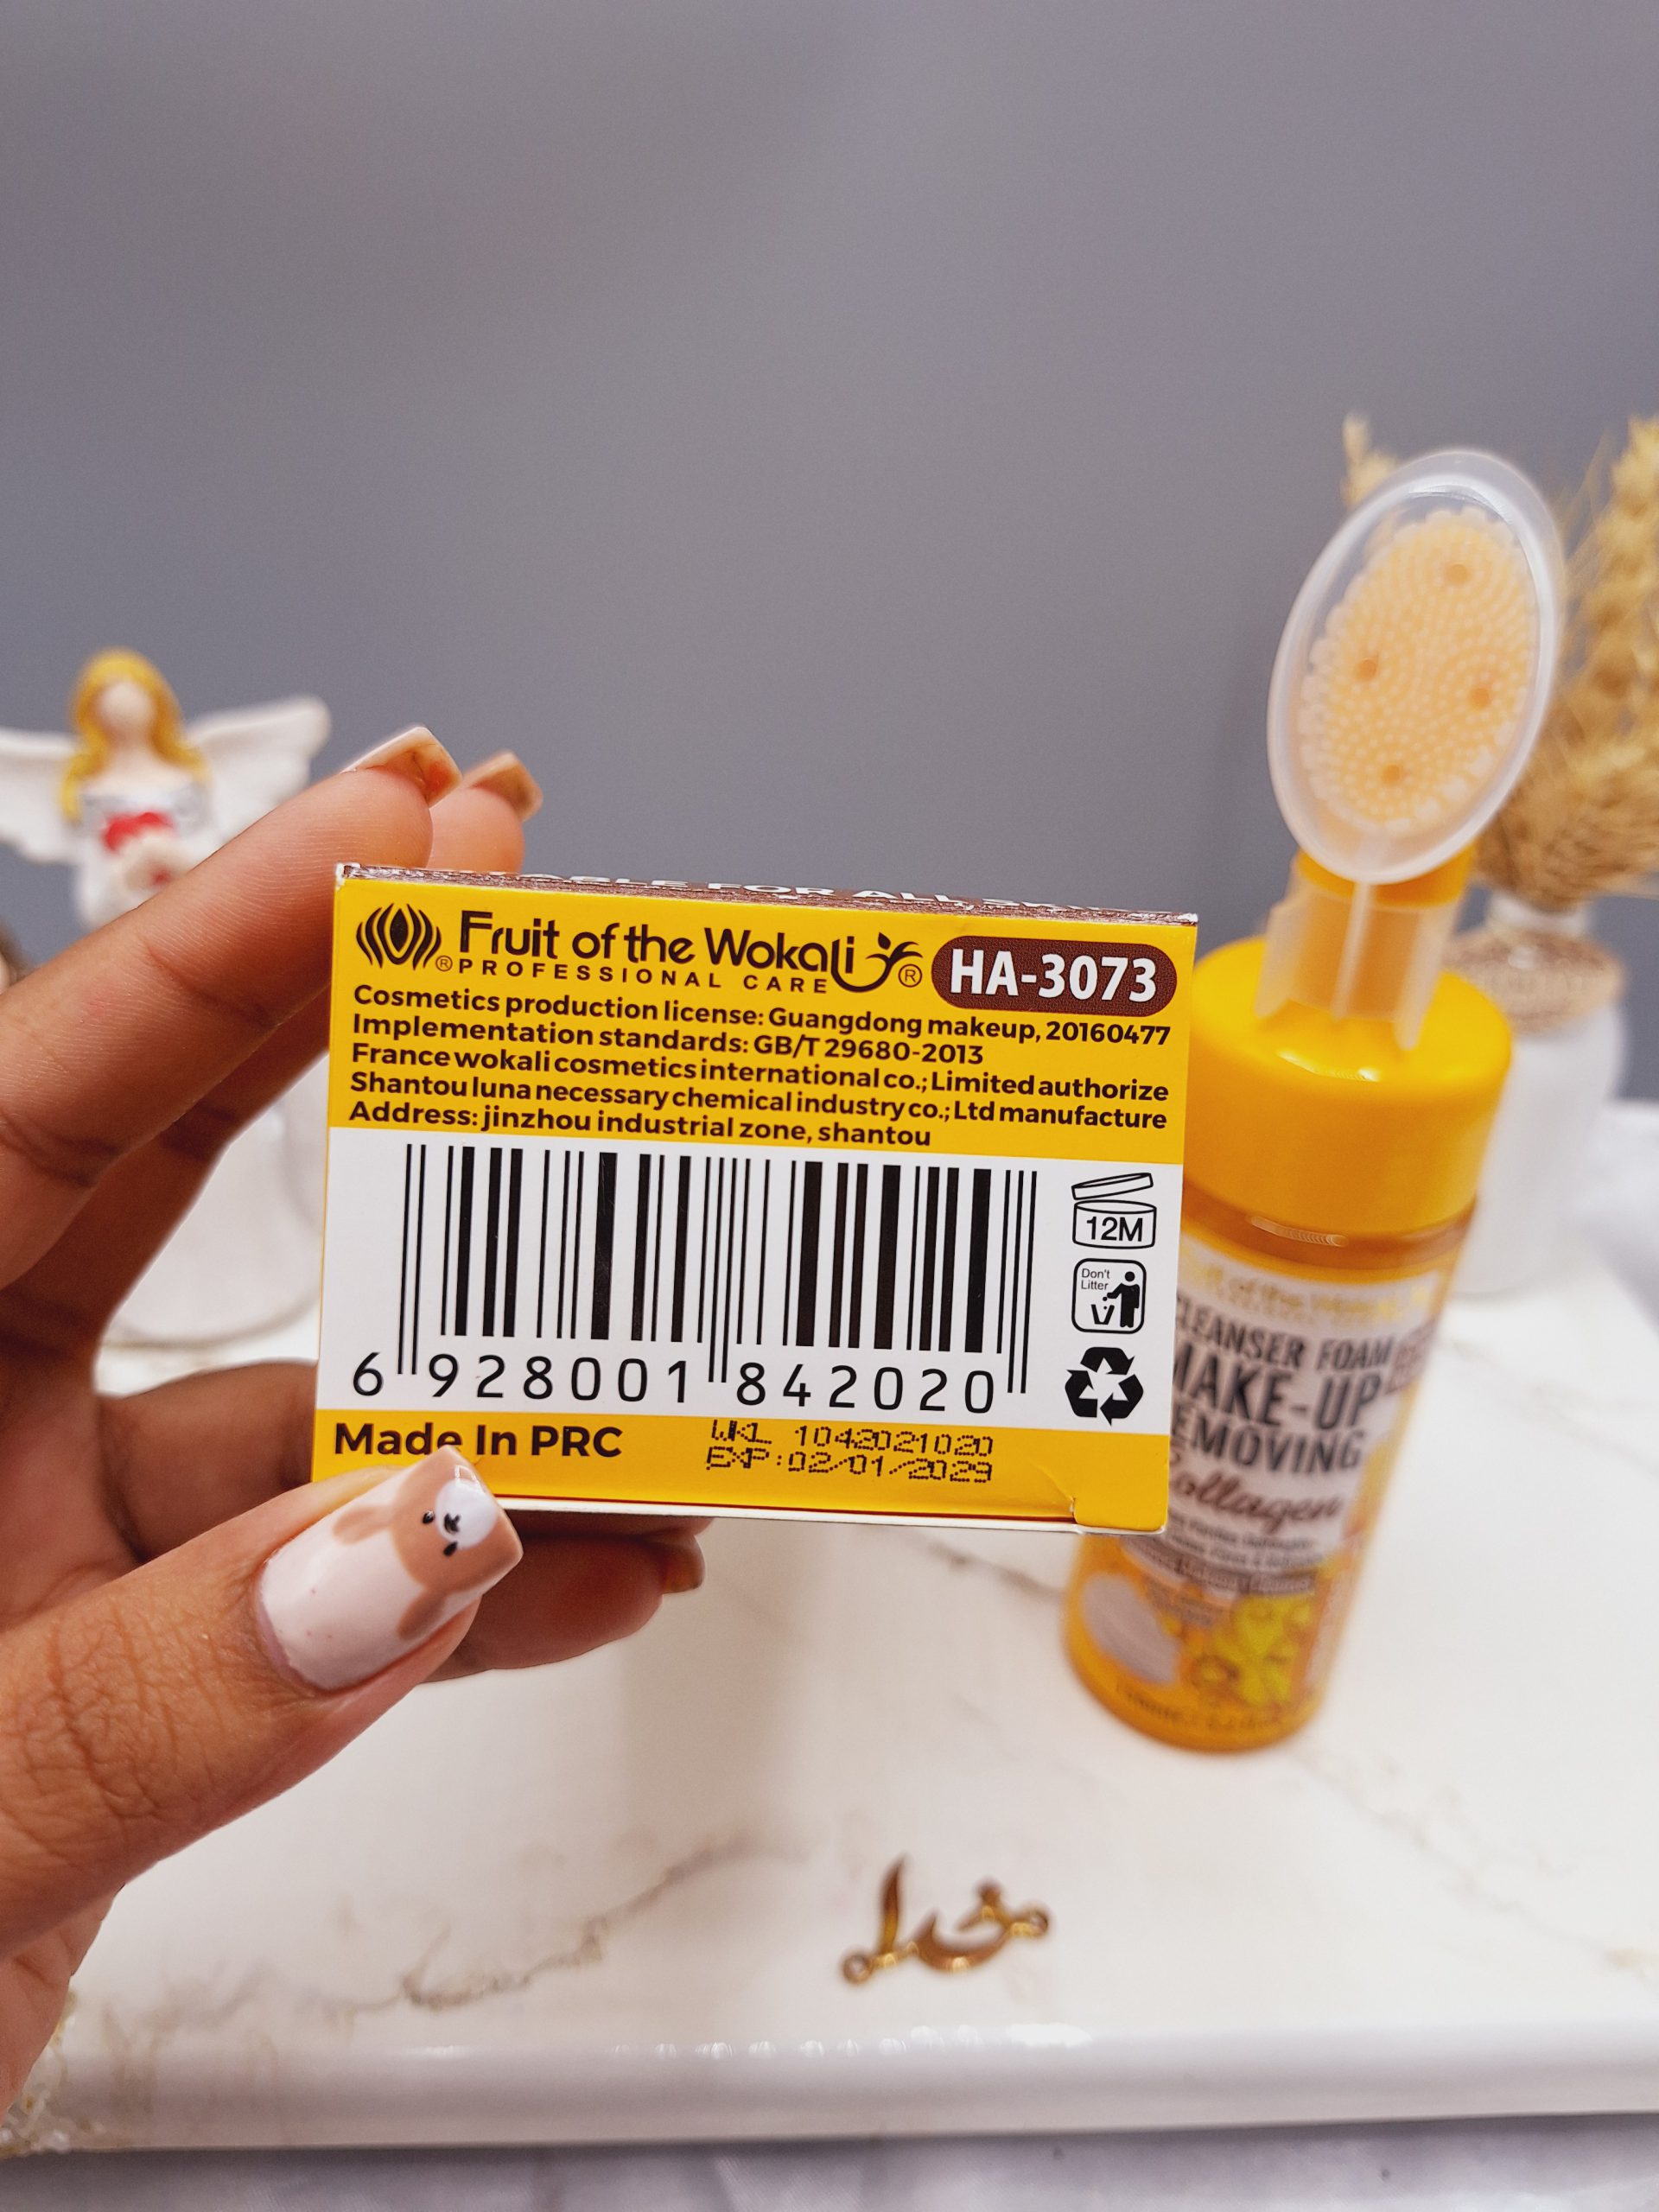 Fruit of the Wokali ®
® PROFESSIONAL CARE
HA-3073
Cosmetics production license: Guangdong makeup, 20160477
Implementation standards: GB/T 29680-2013
France wokali cosmetics international co.; Limited authorize
Shantou luna necessary chemical industry co.; Ltd manufacture
Address: jinzhou industrial zone, shantou
12M
Don't
Litter
6 928001 842020
Made In PRC
WKL 1042021020
EXP:02/01/2029
CLEANSER FOAM
MAKE-UP
EMOVING
Collagen